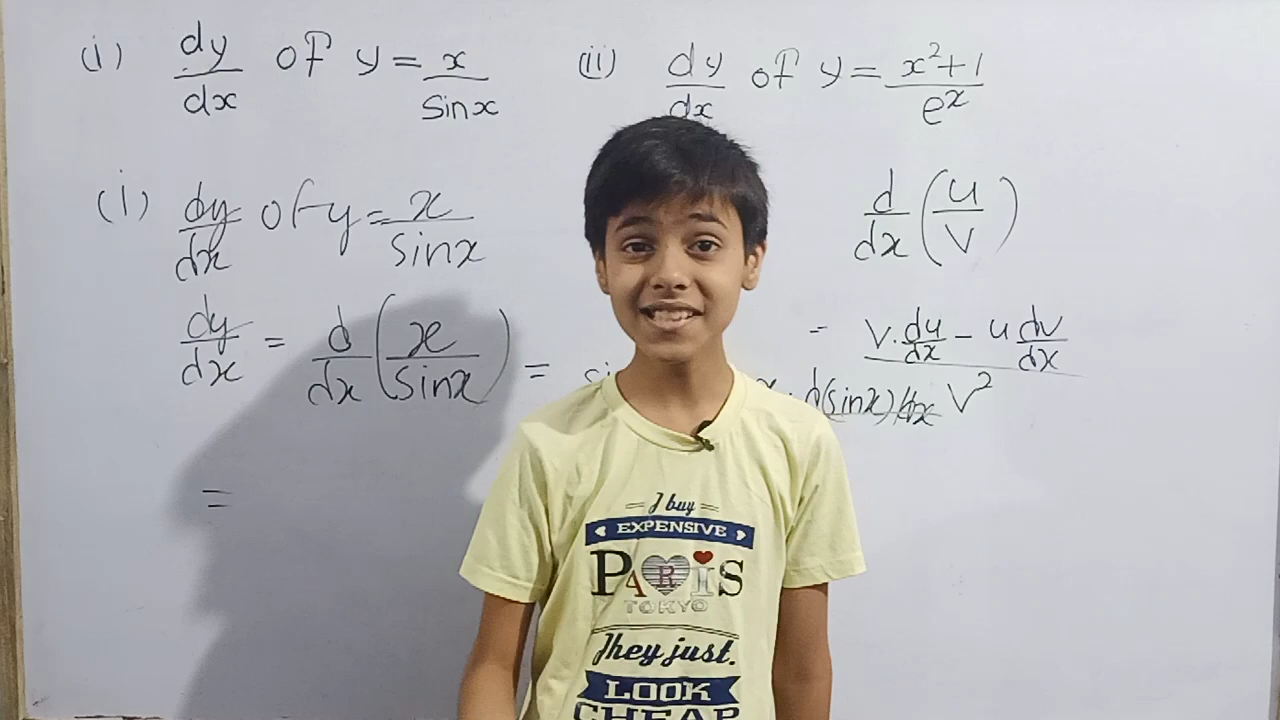 (i) dy/dx of y = x/sinx (ii) dy/dx of y = x²+1/eˣ
(i) dy/dx of y = x/sinx
d/dx (u/v)
dy/dx = d/dx (x/sinx) =
= v.du/dx - u dv/dx / v²
d(sinx)/dx
=
I buy
EXPENSIVE
PARIS
TOKYO
They just.
LOOK
CHEAP